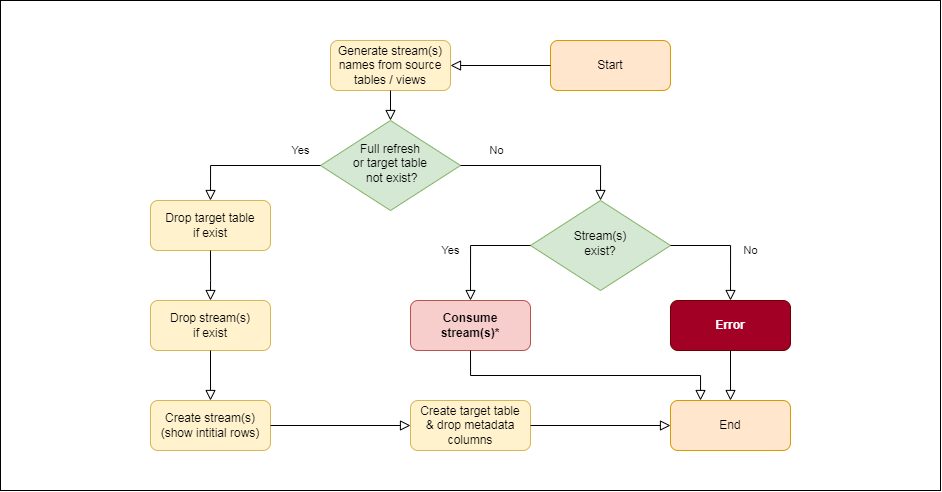 Generate stream(s)
names from source
tables / views
Start
Full refresh
or target table
not exist?
Yes
No
Drop target table
if exist
Stream(s)
exist?
Yes
No
Drop stream(s)
if exist
Consume
stream(s)*
Error
Create stream(s)
(show intitial rows)
Create target table
& drop metadata
columns
End